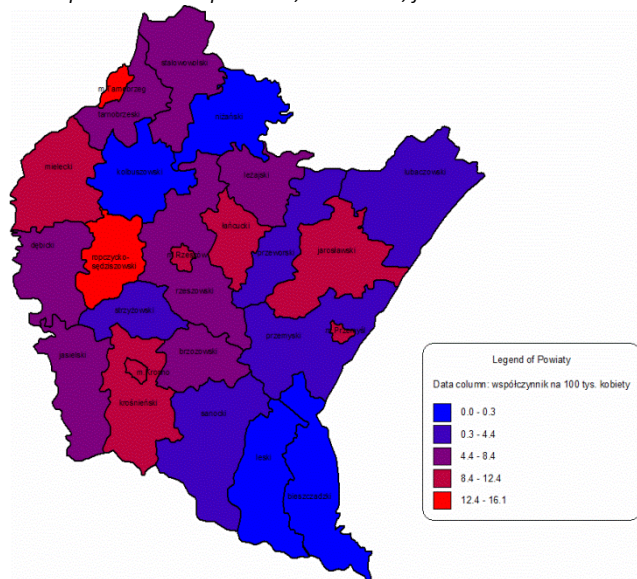 stalowowolski
m.Tarnobrzeg
tarnobrzeski
niżański
mielecki
kolbuszowski
leżajski
lubaczowski
łańcucki
dębicki
ropczycko-
sędziszowski
m.Rzeszów
przeworski
jarosławski
rzeszowski
strzyżowski
przemyski
m. Przemyśl
jasielski
brzozowski
m.Krosno
krośnieński
sanocki
leski
bieszczadzki
Legend of Powiaty
Data column: współczynnik na 100 tys. kobiety
0.0 - 0.3
0.3 - 4.4
4.4 - 8.4
8.4 - 12.4
12.4 - 16.1